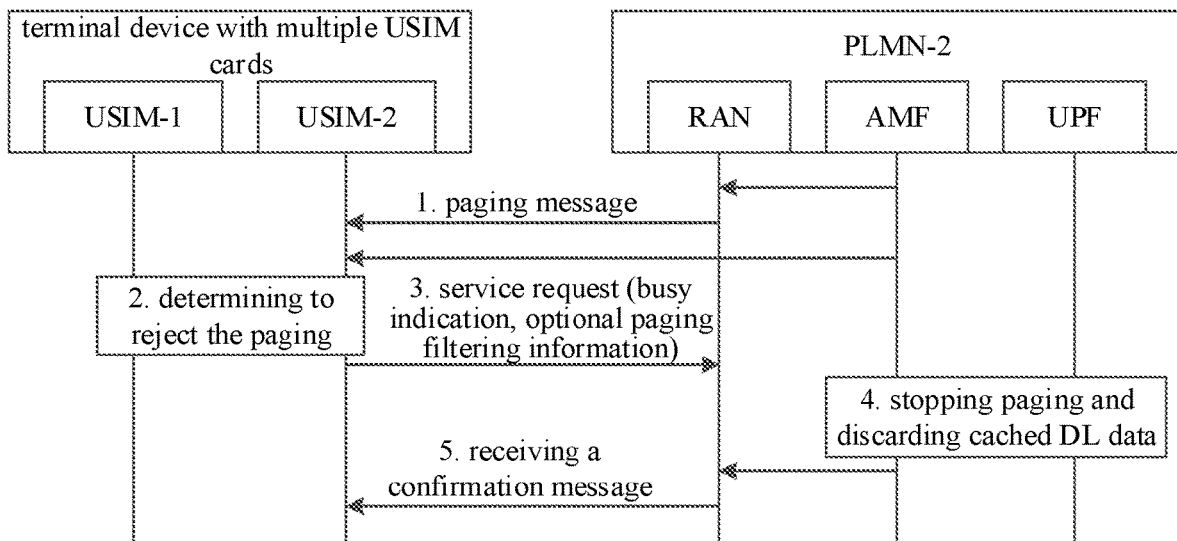 terminal device with multiple USIM
cards
USIM-1
USIM-2
PLMN-2
RAN
AMF
UPF
1. paging message
2. determining to
reject the paging
3. service request (busy
indication, optional paging
filtering information)
4. stopping paging and
discarding cached DL data
5. receiving a
confirmation message